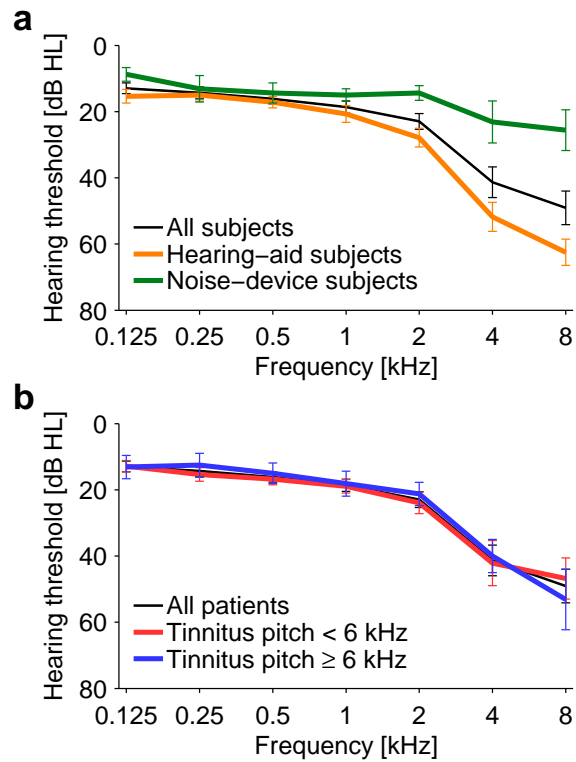 a
Hearing threshold [dB HL]
0
20
40
60
80
All subjects
Hearing−aid subjects
Noise−device subjects
0.125 0.25 0.5 1 2 4 8
Frequency [kHz]
b
Hearing threshold [dB HL]
0
20
40
60
80
All patients
Tinnitus pitch < 6 kHz
Tinnitus pitch ≥ 6 kHz
0.125 0.25 0.5 1 2 4 8
Frequency [kHz]